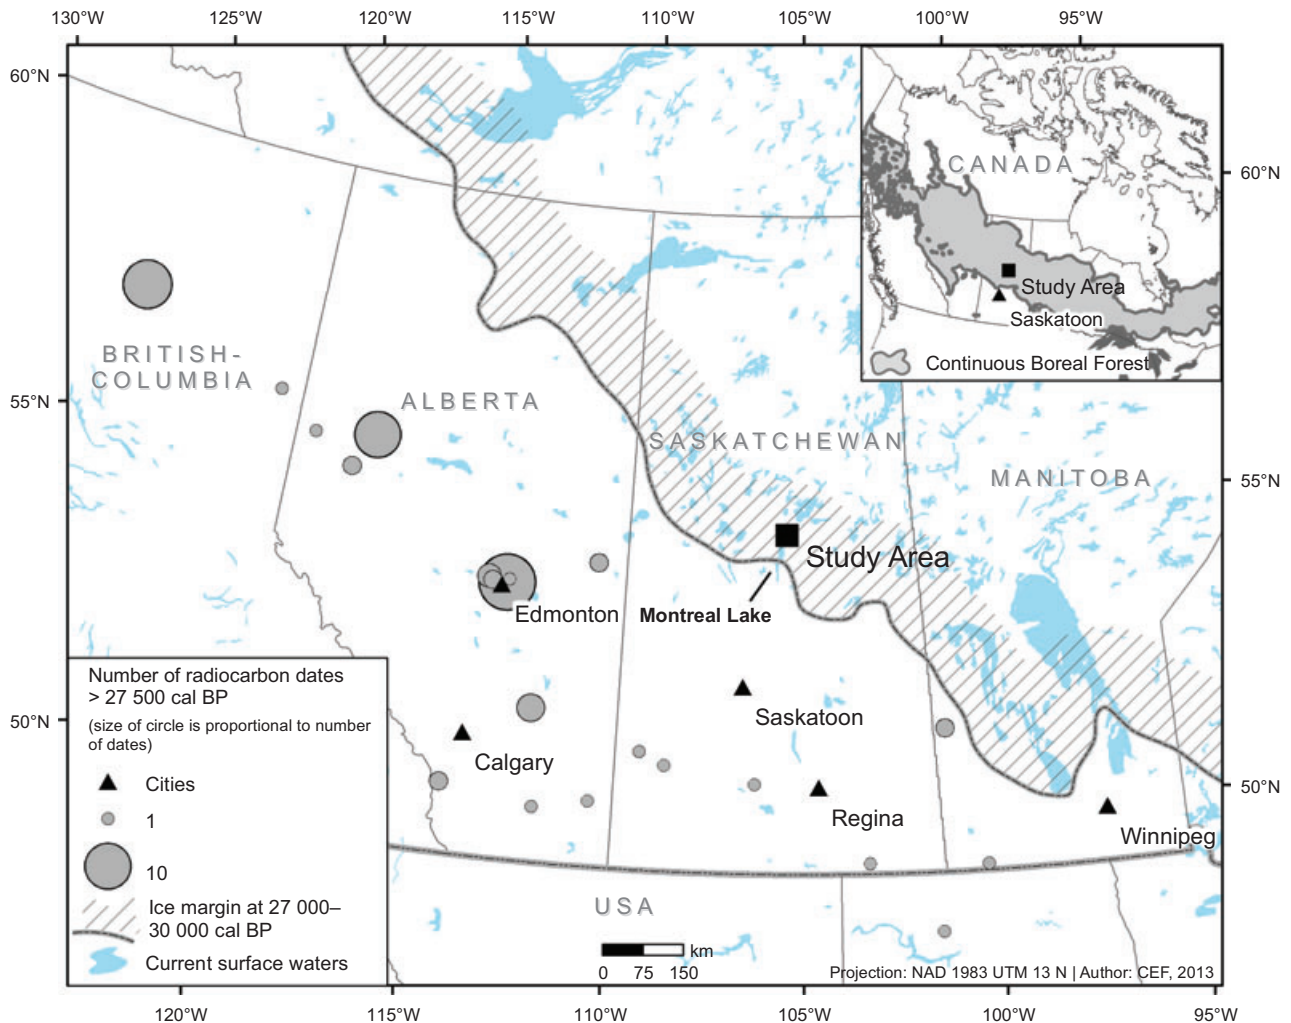 130°W 125°W 120°W 115°W 110°W 105°W 100°W 95°W
60°N
60°N
CANADA
Study Area
Saskatoon
Continuous Boreal Forest
BRITISH-
COLUMBIA
55°N
ALBERTA
SASKATCHEWAN
MANITOBA
55°N
Study Area
Edmonton
Montreal Lake
Number of radiocarbon dates
> 27 500 cal BP
(size of circle is proportional to number
of dates)
Cities
1
10
Ice margin at 27 000–
30 000 cal BP
Current surface waters
50°N
Saskatoon
Calgary
50°N
Regina
Winnipeg
USA
km
0 75 150
Projection: NAD 1983 UTM 13 N | Author: CEF, 2013
120°W 115°W 110°W 105°W 100°W 95°W